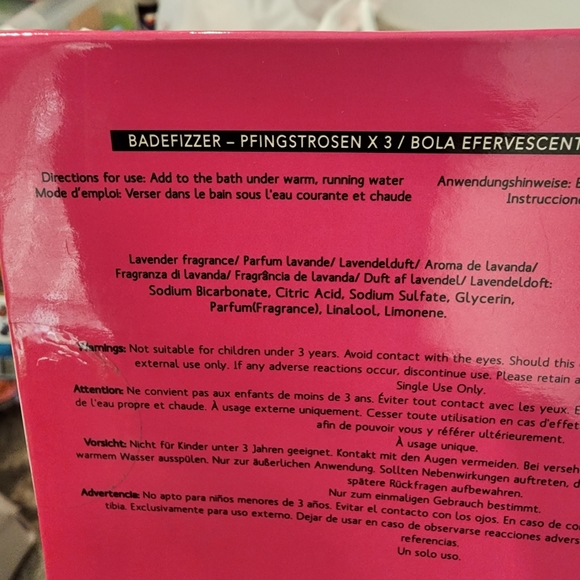 BADEFIZZER – PFINGSTROSEN X 3 / BOLA EFERVESCENT
Directions for use: Add to the bath under warm, running water
Mode d'emploi: Verser dans le bain sous l'eau courante et chaude
Anwendungshinweise:
Instruccione
Lavender fragrance/ Parfum lavande/ Lavendelduft/ Aroma de lavanda/
Fragranza di lavanda/ Fragrância de lavanda/ Duft af lavendel/ Lavendeldoft:
Sodium Bicarbonate, Citric Acid, Sodium Sulfate, Glycerin,
Parfum(Fragrance), Linalool, Limonene.
Warnings: Not suitable for children under 3 years. Avoid contact with the eyes. Should this
external use only. If any adverse reactions occur, discontinue use. Please retain a
Single Use Only.
Attention: Ne convient pas aux enfants de moins de 3 ans. Éviter tout contact avec les yeux. E
de l'eau propre et chaude. À usage externe uniquement. Cesser toute utilisation en cas d'effet
afin de pouvoir vous y référer ultérieurement.
À usage unique.
Vorsicht: Nicht für Kinder unter 3 Jahren geeignet. Kontakt mit den Augen vermeiden. Bei verseh
warmem Wasser ausspülen. Nur zur äußerlichen Anwendung. Sollten Nebenwirkungen auftreten, d
spätere Rückfragen aufbewahren.
Nur zum einmaligen Gebrauch bestimmt.
Advertencia: No apto para niños menores de 3 años. Evitar el contacto con los ojos. En caso de co
tibia. Exclusivamente para uso externo. Dejar de usar en caso de observarse reacciones advers
referencias.
Un solo uso.